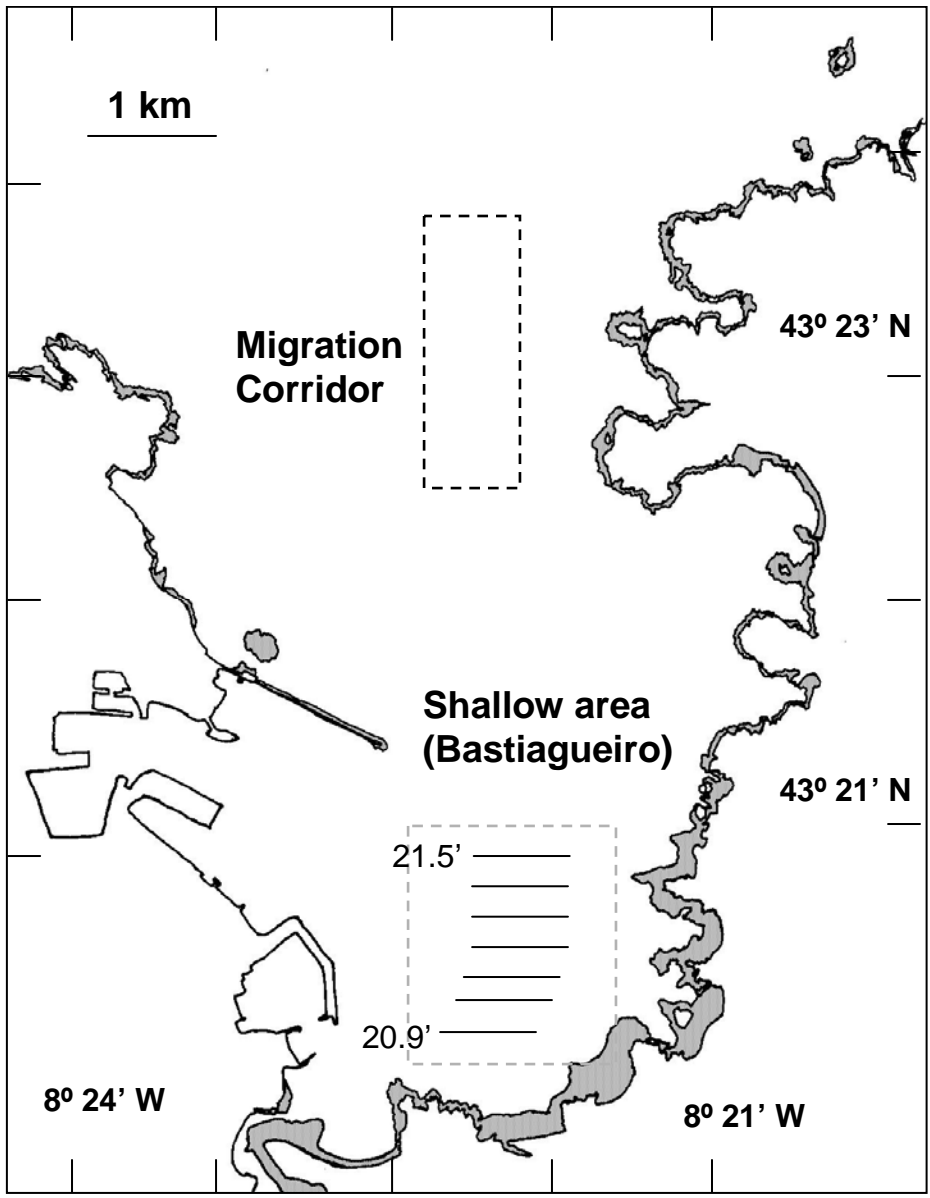 1 km
43º 23’ N
Migration
Corridor
Shallow area
(Bastiagueiro)
43º 21’ N
21.5’
20.9’
8º 24’ W
8º 21’ W